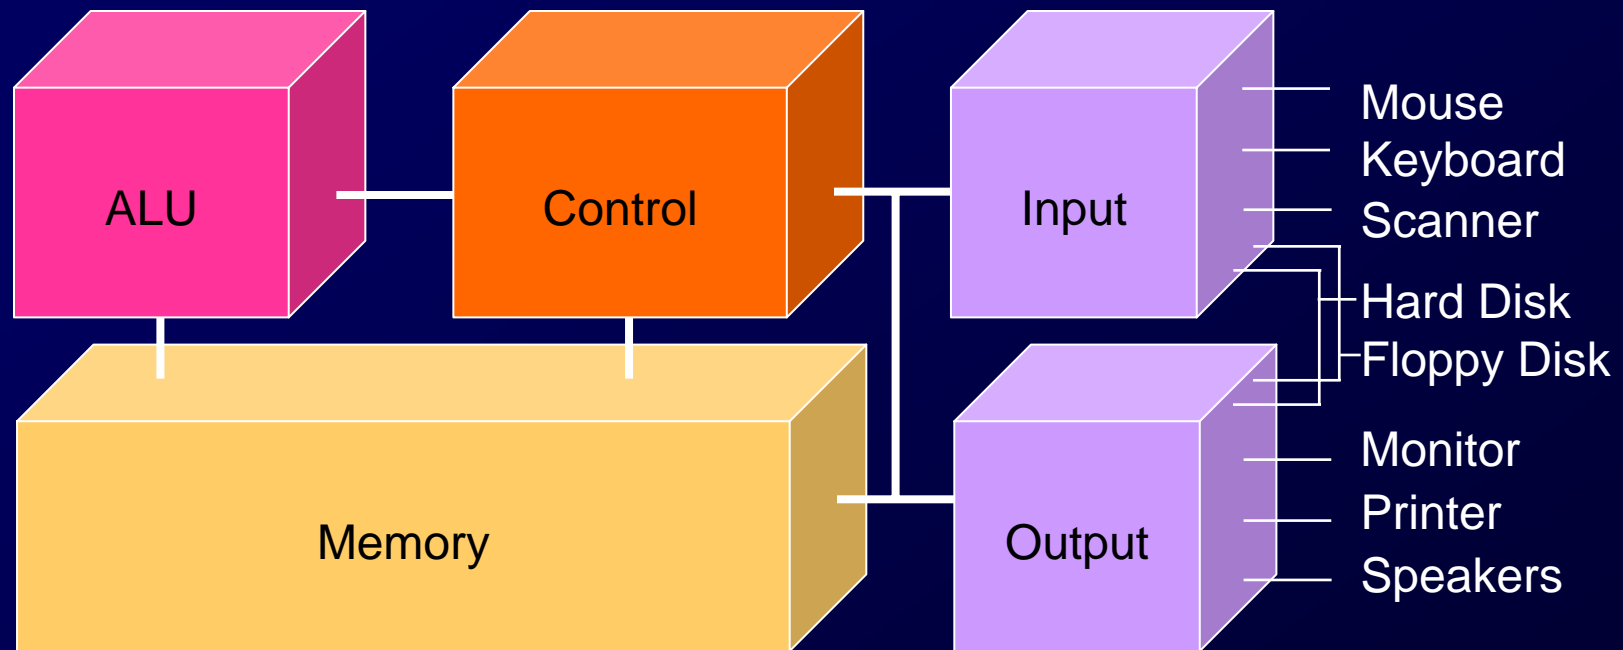 ALU
Control
Input
Mouse
Keyboard
Scanner
Hard Disk
Floppy Disk
Memory
Output
Monitor
Printer
Speakers